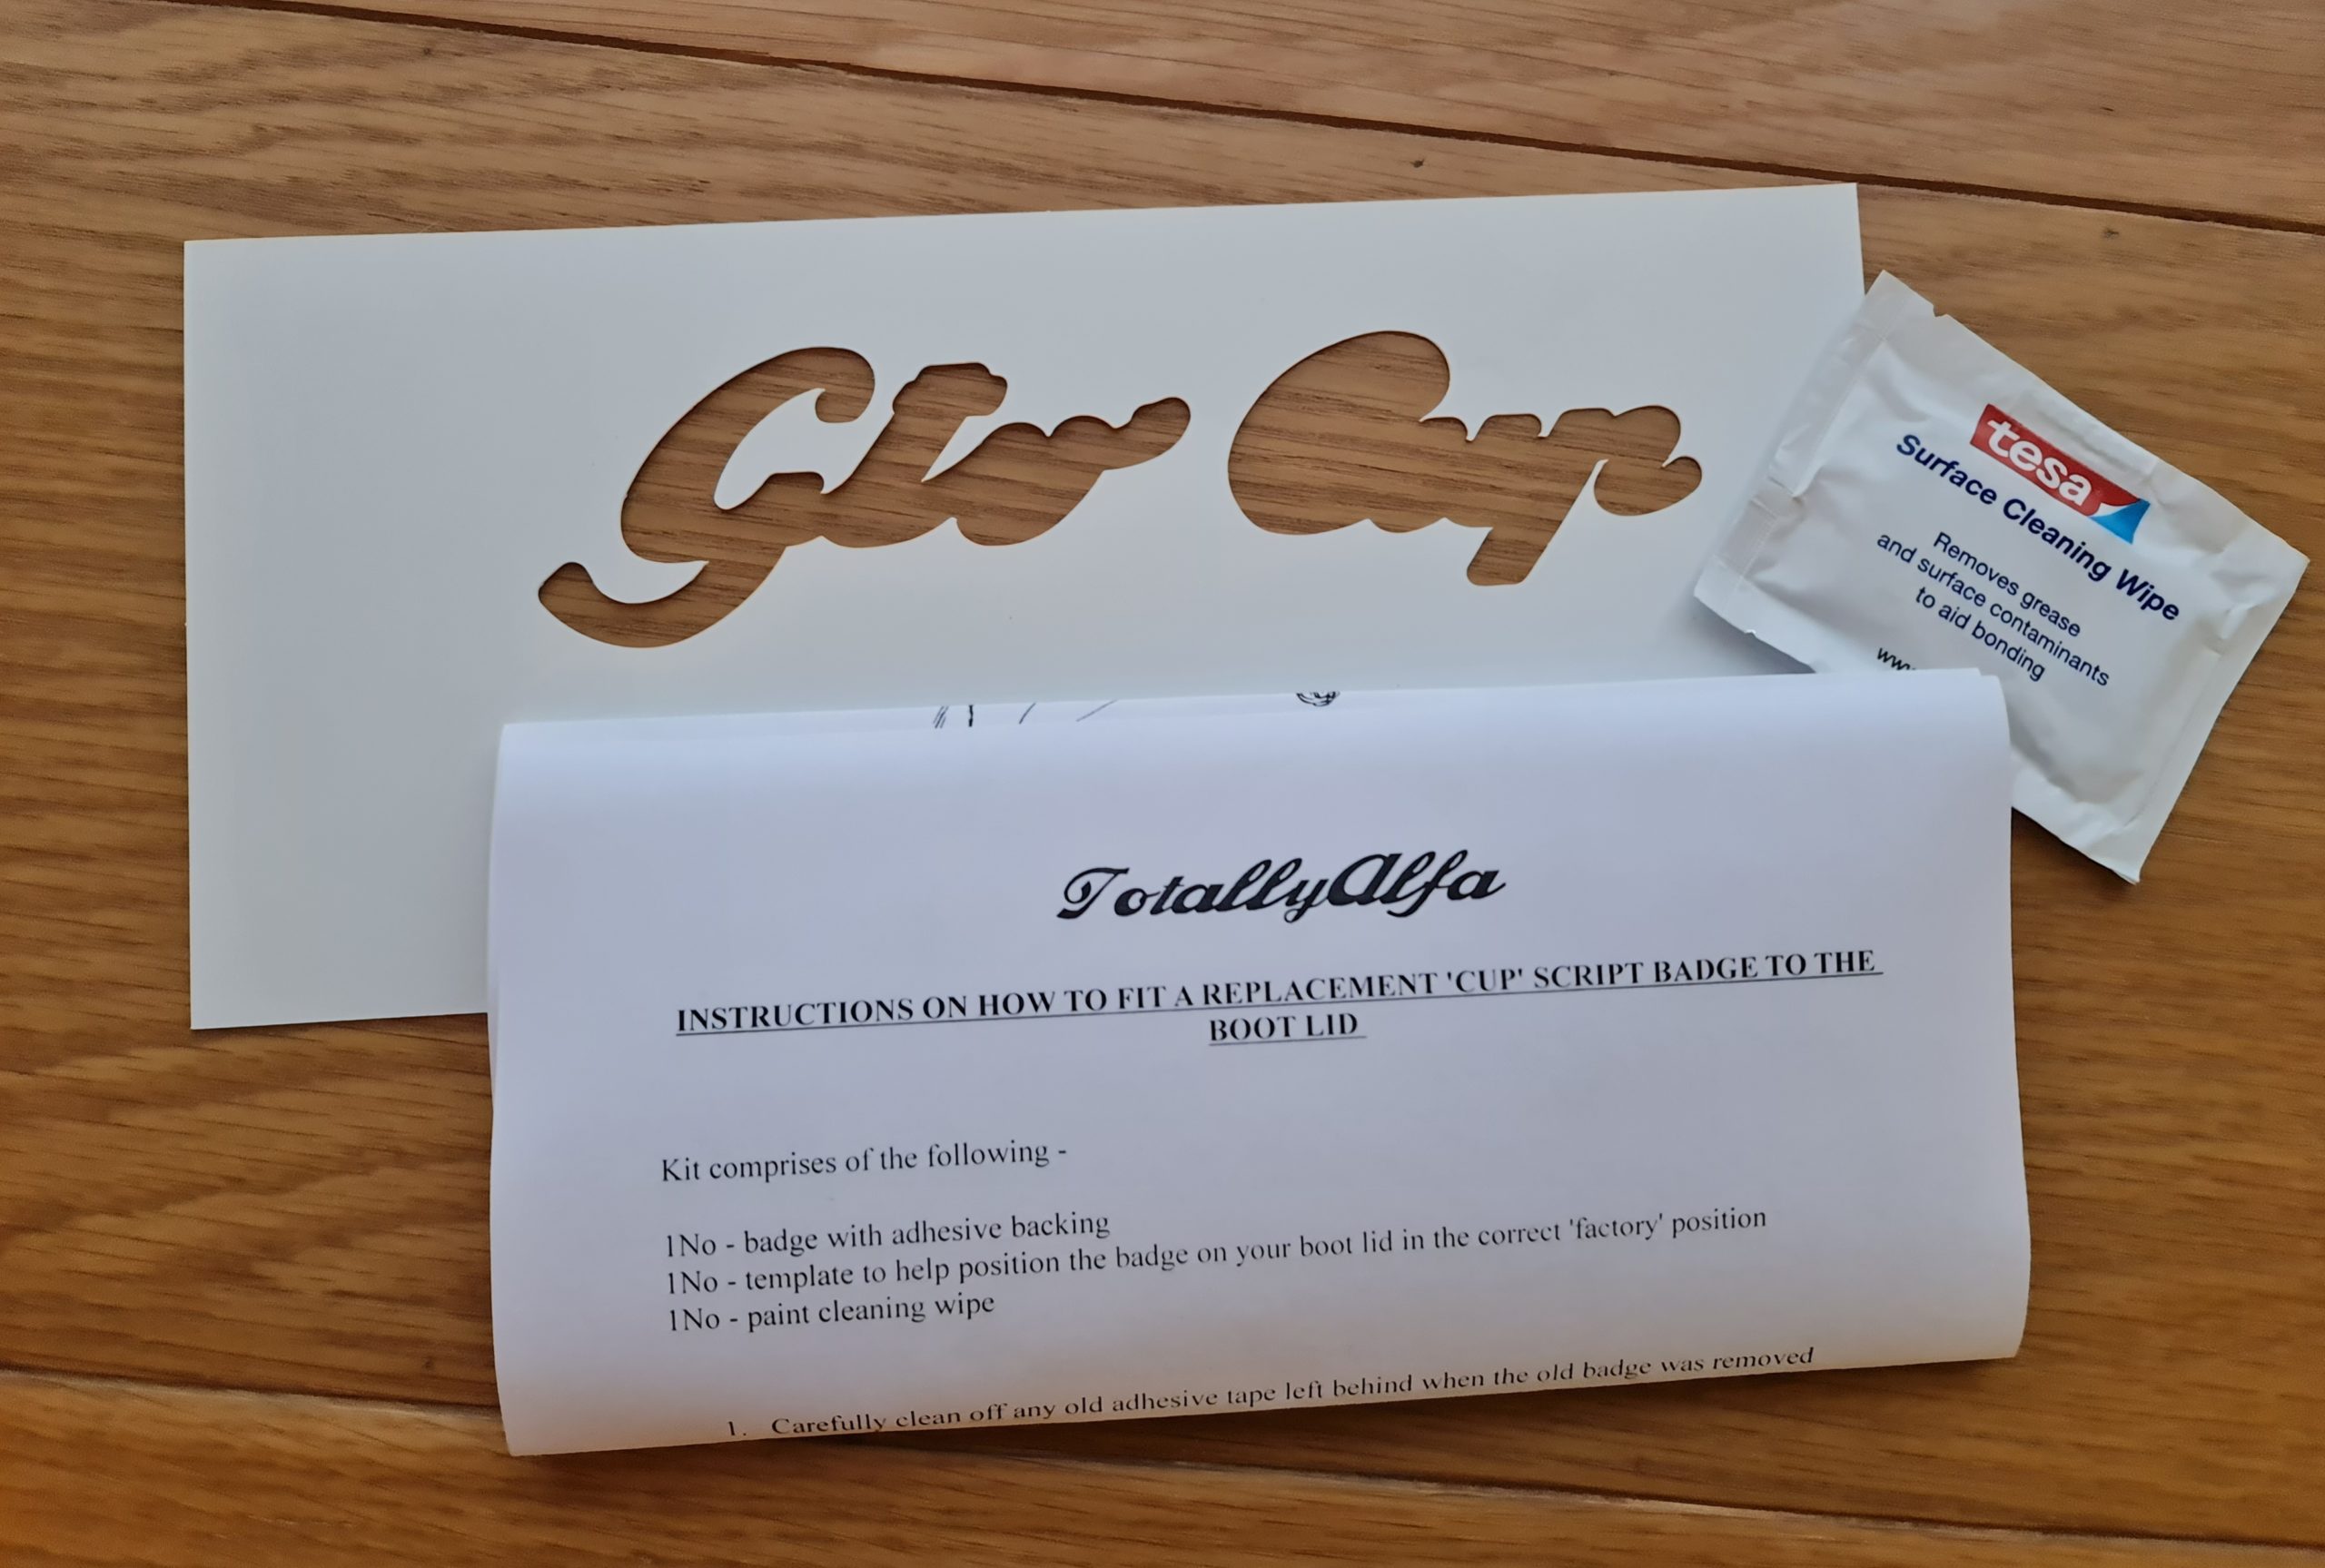 Gtv Cup
tesa
Surface Cleaning Wipe
Removes grease
and surface contaminants
to aid bonding
TotallyAlfa
INSTRUCTIONS ON HOW TO FIT A REPLACEMENT 'CUP' SCRIPT BADGE TO THE
BOOT LID
Kit comprises of the following -
1No - badge with adhesive backing
1No - template to help position the badge on your boot lid in the correct 'factory' position
1No - paint cleaning wipe
1. Carefully clean off any old adhesive tape left behind when the old badge was removed